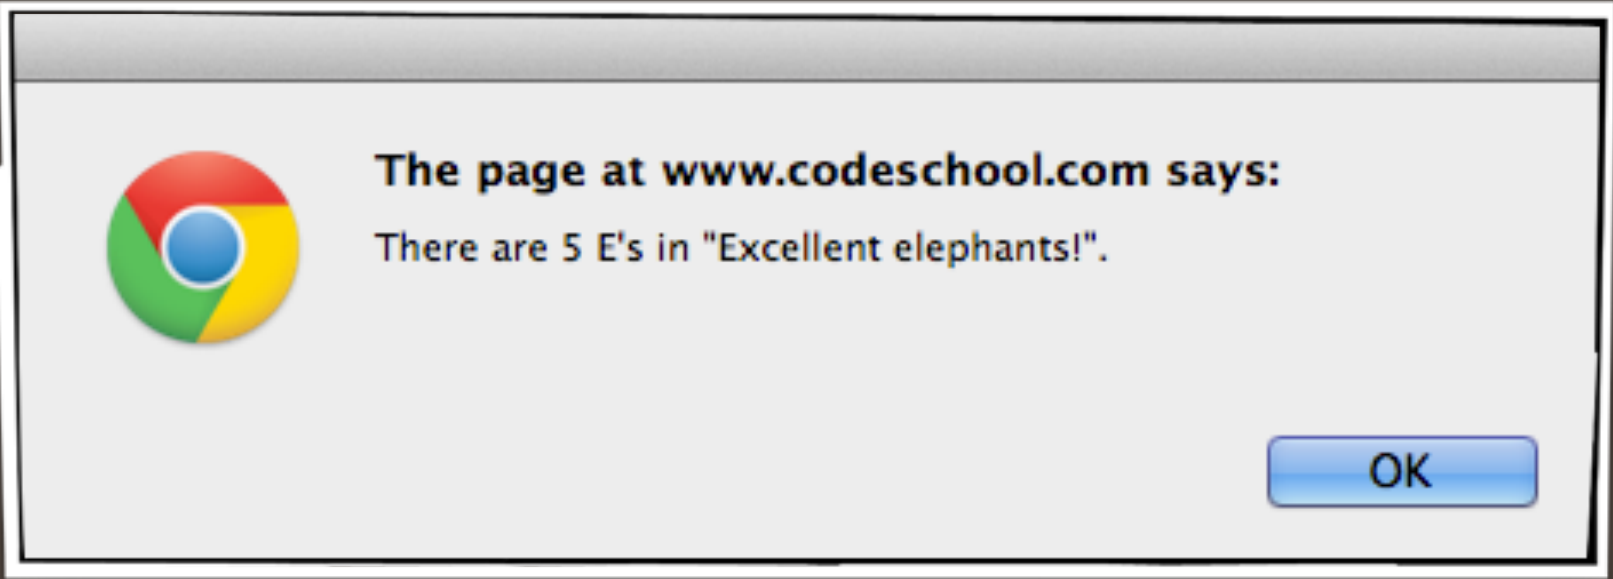 The page at www.codeschool.com says:
There are 5 E's in "Excellent elephants!".
OK